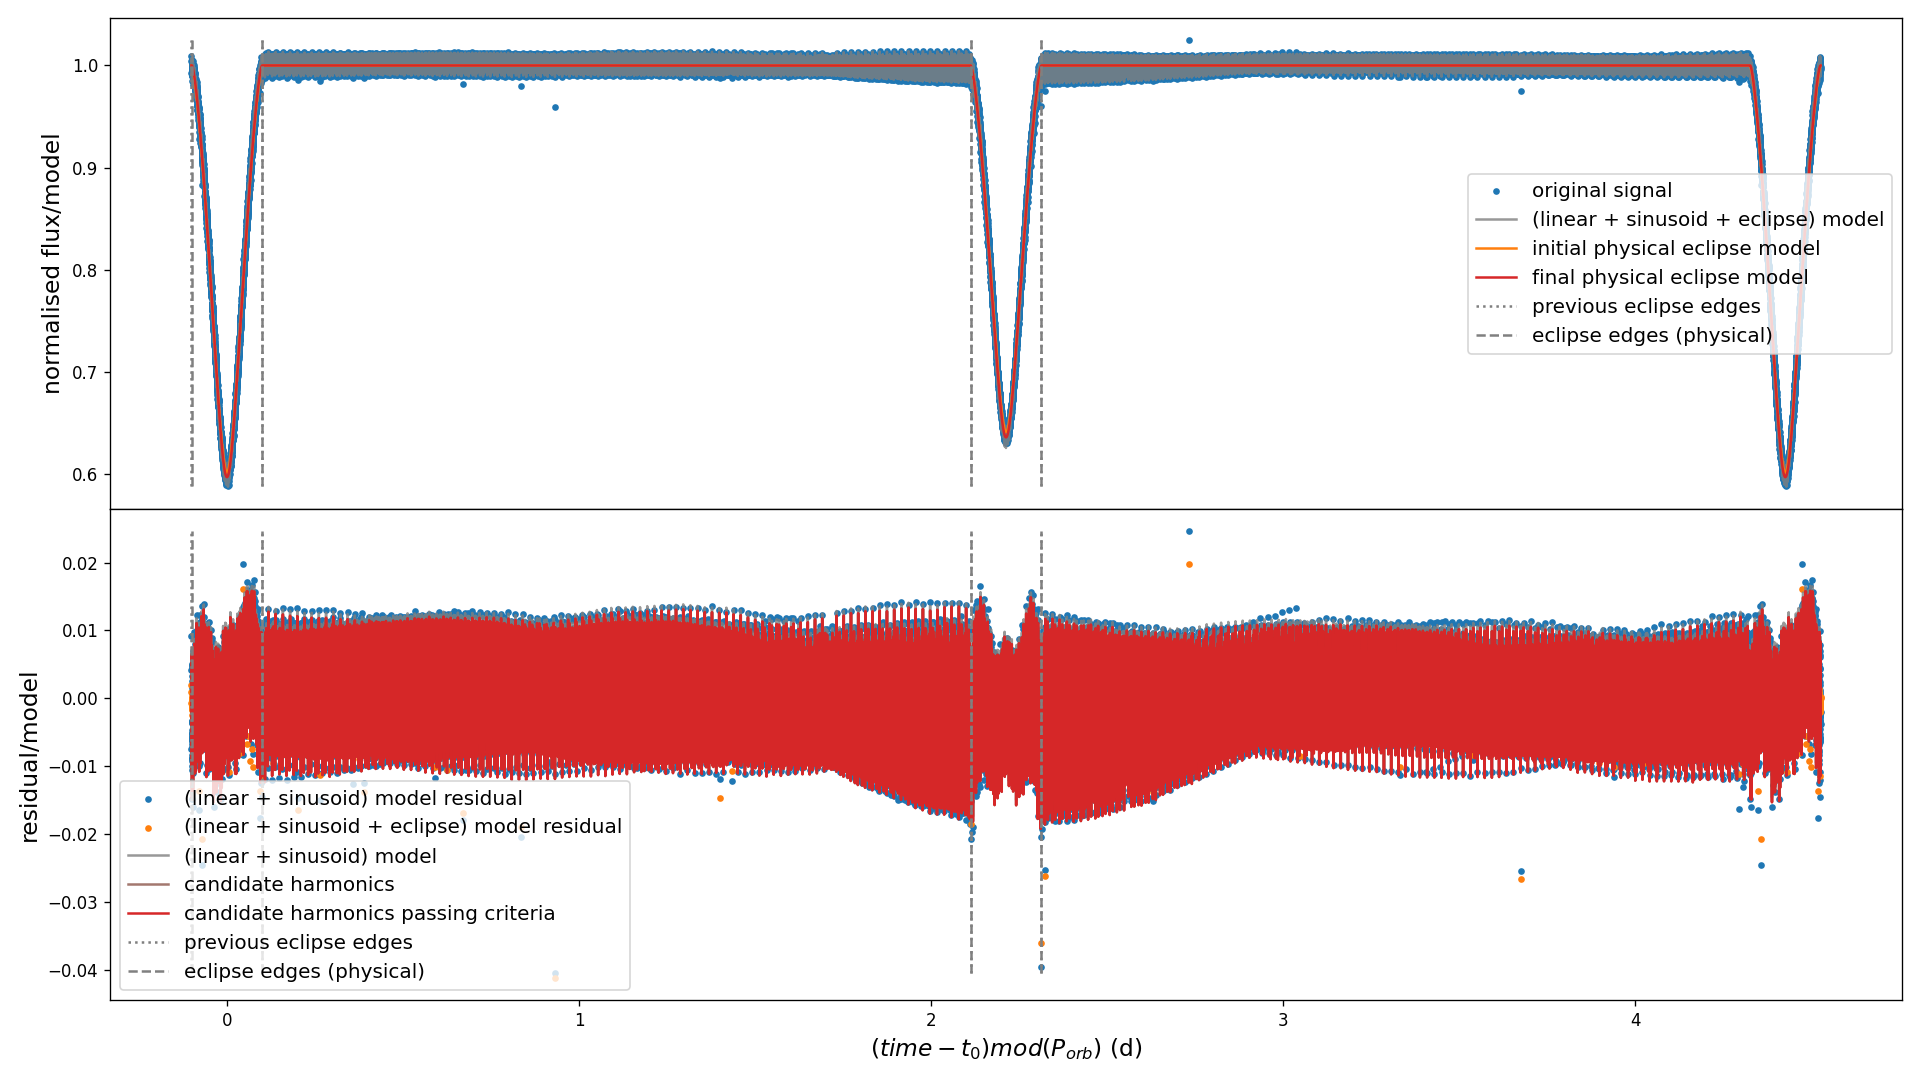 1.0
0.9
0.8
0.7
0.6
normalised flux/model
original signal
(linear + sinusoid + eclipse) model
initial physical eclipse model
final physical eclipse model
previous eclipse edges
eclipse edges (physical)
0.02
0.01
0.00
−0.01
−0.02
−0.03
−0.04
residual/model
(linear + sinusoid) model residual
(linear + sinusoid + eclipse) model residual
(linear + sinusoid) model
candidate harmonics
candidate harmonics passing criteria
previous eclipse edges
eclipse edges (physical)
0 1 2 3 4
(time − t₀)mod(Pₒᵣb) (d)